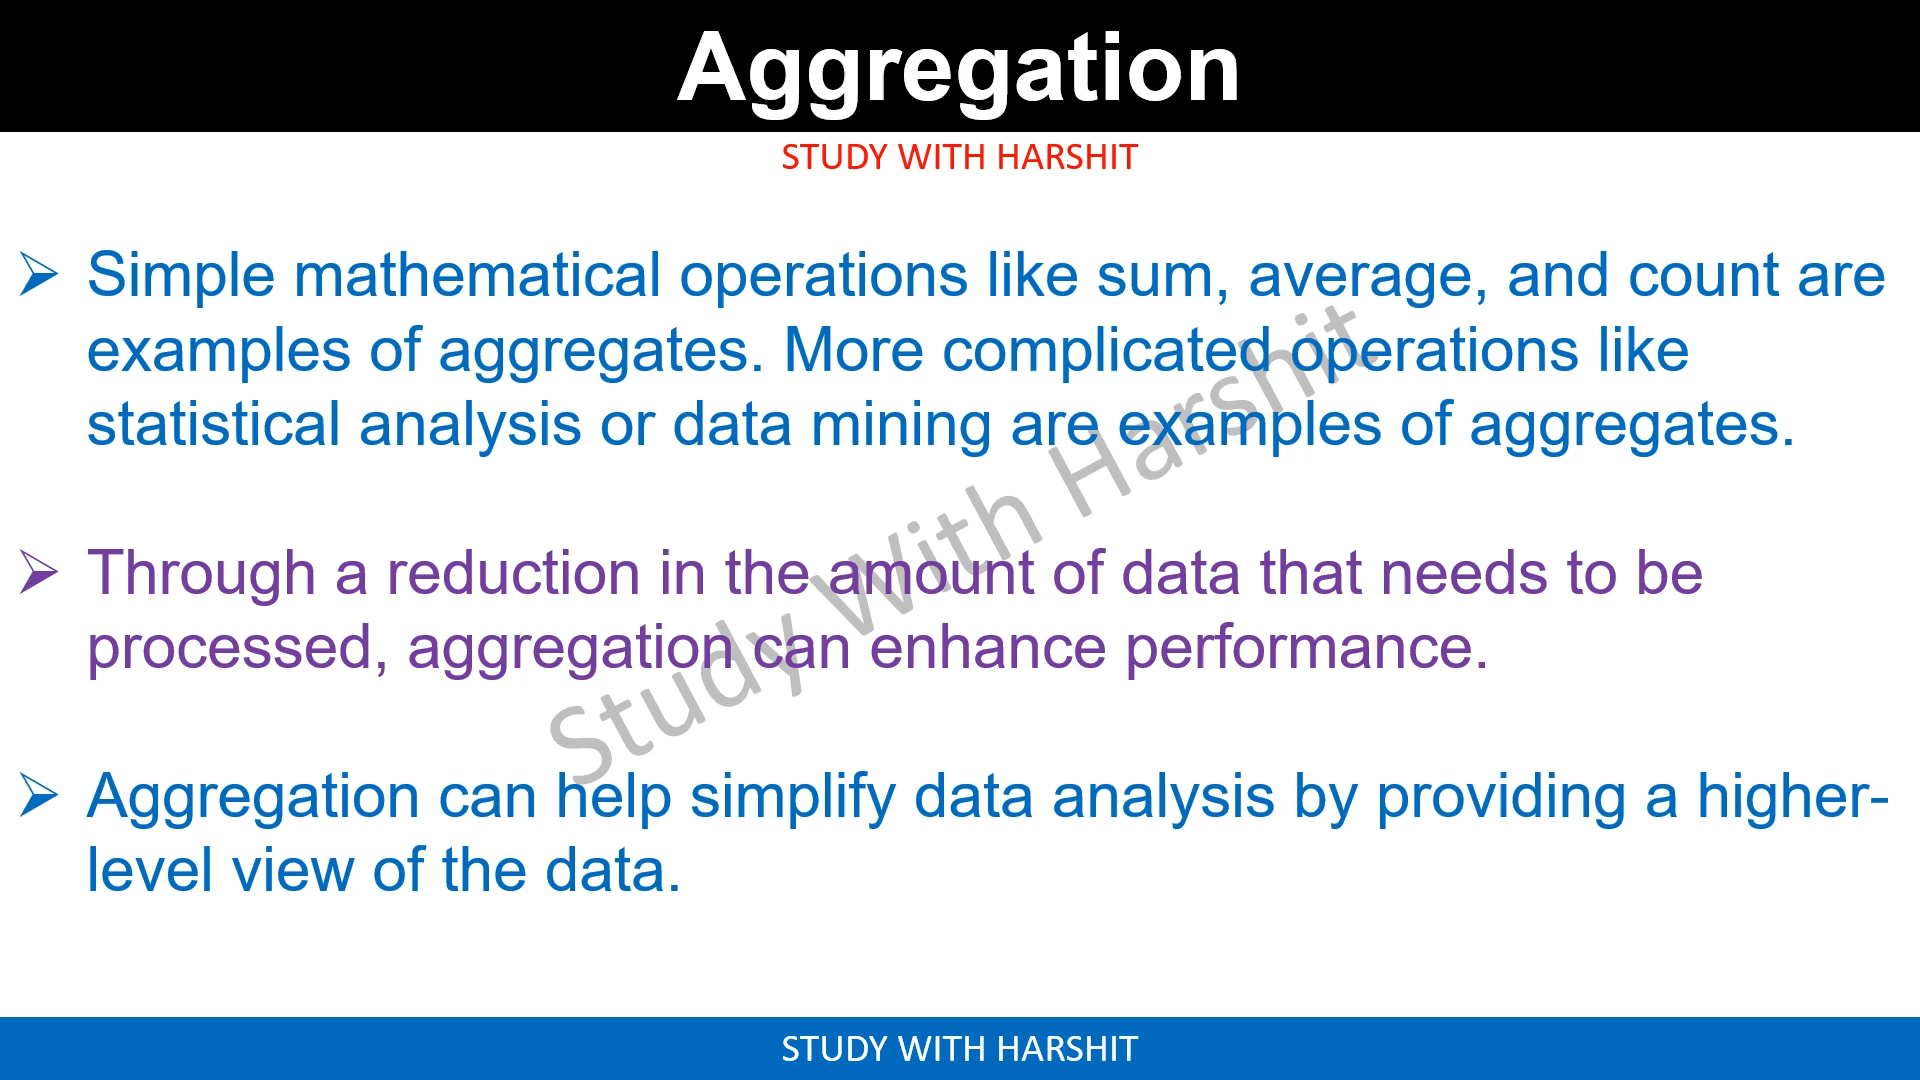 Aggregation
STUDY WITH HARSHIT
➢ Simple mathematical operations like sum, average, and count are
examples of aggregates. More complicated operations like
statistical analysis or data mining are examples of aggregates.
➢ Through a reduction in the amount of data that needs to be
processed, aggregation can enhance performance.
➢ Aggregation can help simplify data analysis by providing a higher-
level view of the data.
Study With Harshit
STUDY WITH HARSHIT